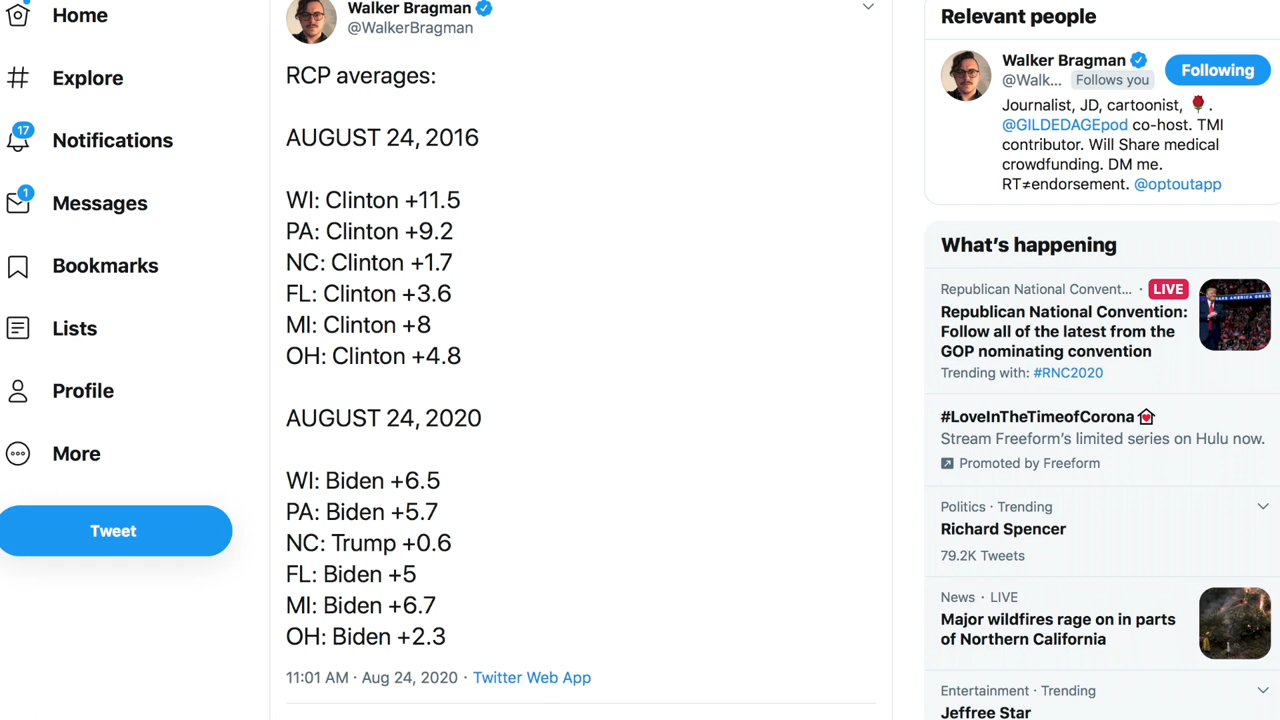 Home
Explore
17
Notifications
1
Messages
Bookmarks
Lists
Profile
More
Tweet
Walker Bragman
@WalkerBragman
RCP averages:
AUGUST 24, 2016
WI: Clinton +11.5
PA: Clinton +9.2
NC: Clinton +1.7
FL: Clinton +3.6
MI: Clinton +8
OH: Clinton +4.8
AUGUST 24, 2020
WI: Biden +6.5
PA: Biden +5.7
NC: Trump +0.6
FL: Biden +5
MI: Biden +6.7
OH: Biden +2.3
11:01 AM · Aug 24, 2020 · Twitter Web App
Relevant people
Walker Bragman
@Walk... Follows you
Following
Journalist, JD, cartoonist, 🌹.
@GILDEDAGEpod co-host. TMI
contributor. Will Share medical
crowdfunding. DM me.
RT≠endorsement. @optoutapp
What's happening
Republican National Convent... · LIVE
Republican National Convention:
Follow all of the latest from the
GOP nominating convention
Trending with: #RNC2020
#LoveInTheTimeofCorona
Stream Freeform's limited series on Hulu now.
Promoted by Freeform
Politics · Trending
Richard Spencer
79.2K Tweets
News · LIVE
Major wildfires rage on in parts
of Northern California
Entertainment · Trending
Jeffree Star